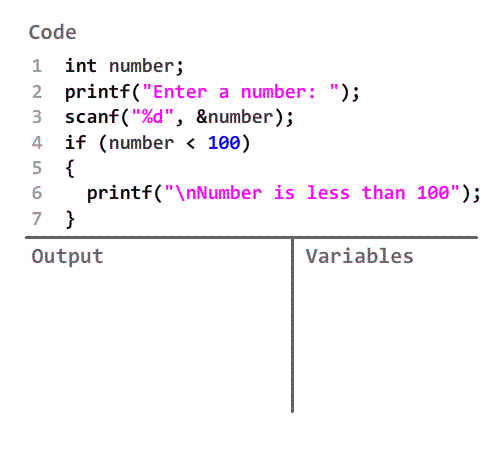 Code
1 int number;
2 printf("Enter a number: ");
3 scanf("%d", &number);
4 if (number < 100)
5 {
6 printf("\nNumber is less than 100");
7 }
Output Variables